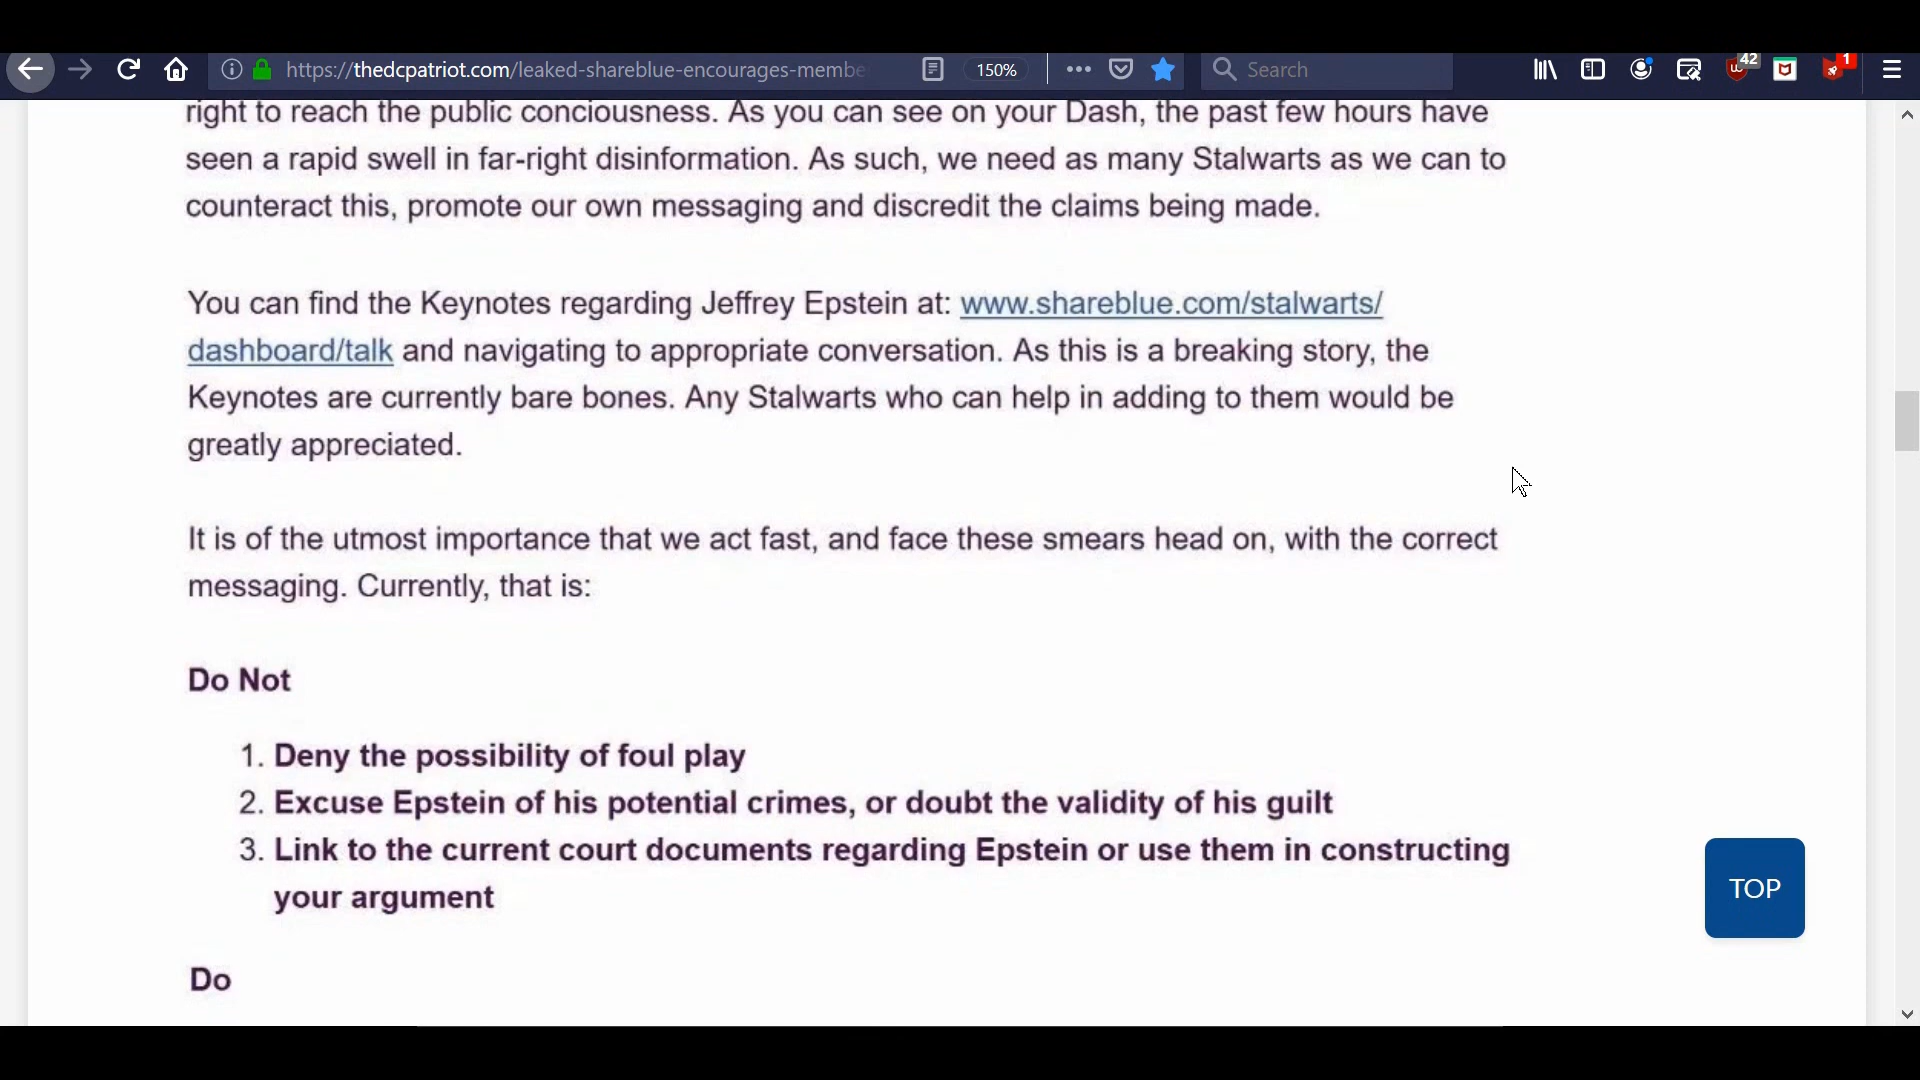 https://thedcpatriot.com/leaked-shareblue-encourages-membe
150%
Search
42
1
right to reach the public conciousness. As you can see on your Dash, the past few hours have
seen a rapid swell in far-right disinformation. As such, we need as many Stalwarts as we can to
counteract this, promote our own messaging and discredit the claims being made.
You can find the Keynotes regarding Jeffrey Epstein at: www.shareblue.com/stalwarts/
dashboard/talk and navigating to appropriate conversation. As this is a breaking story, the
Keynotes are currently bare bones. Any Stalwarts who can help in adding to them would be
greatly appreciated.
It is of the utmost importance that we act fast, and face these smears head on, with the correct
messaging. Currently, that is:
Do Not
1. Deny the possibility of foul play
2. Excuse Epstein of his potential crimes, or doubt the validity of his guilt
3. Link to the current court documents regarding Epstein or use them in constructing
your argument
TOP
Do